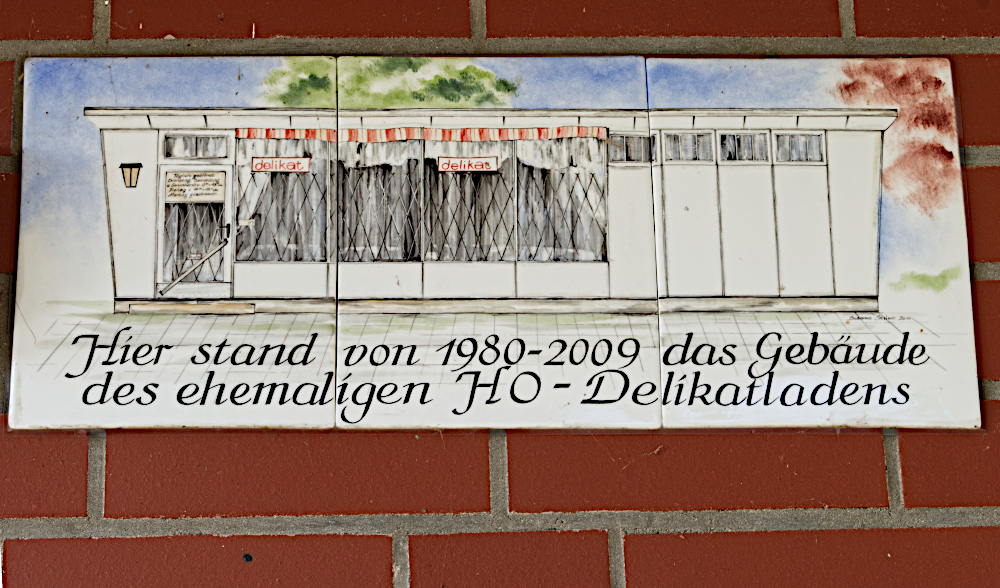 delikat.
delikat.
Hier stand von 1980-2009 das Gebäude
des ehemaligen HO-Delikatladens